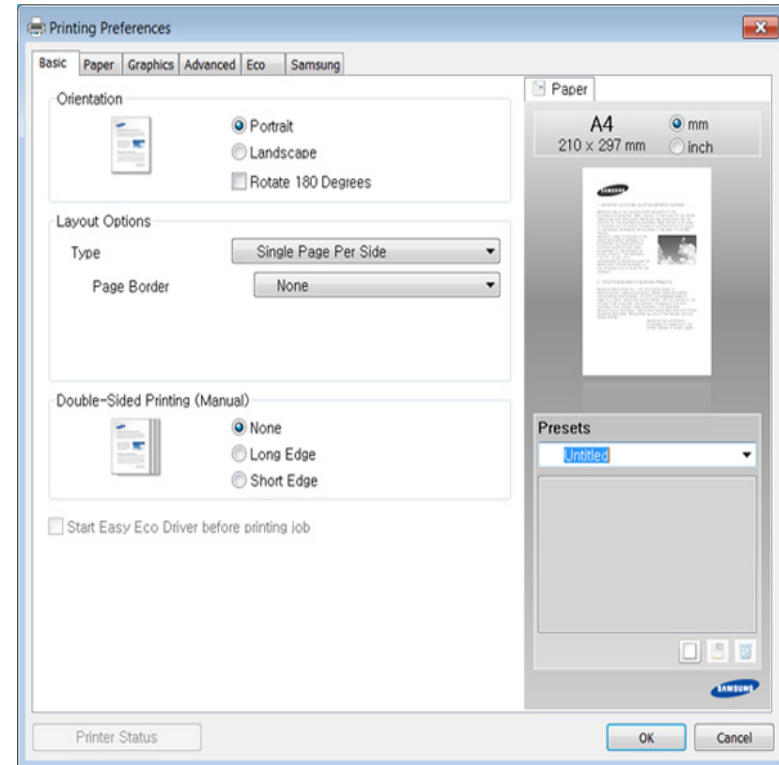 Printing Preferences
Basic Paper Graphics Advanced Eco Samsung
Orientation
Portrait
Landscape
Rotate 180 Degrees
Layout Options
Type Single Page Per Side
Page Border None
Double-Sided Printing (Manual)
None
Long Edge
Short Edge
Start Easy Eco Driver before printing job
Paper
A4 mm
210 x 297 mm inch
SAMSUNG
Presets
Untitled
SAMSUNG
Printer Status OK Cancel